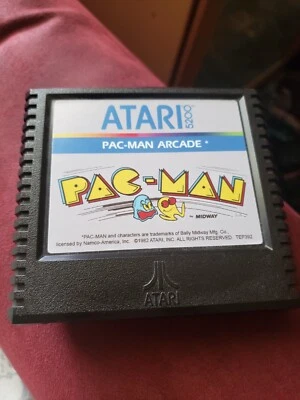 ATARI 5200
PAC-MAN ARCADE *
PAC-MAN
MIDWAY
*PAC-MAN and characters are trademarks of Bally Midway Mfg. Co.
licensed by Namco-America, Inc. ©1982 ATARI, INC. ALL RIGHTS RESERVED.
ATARI